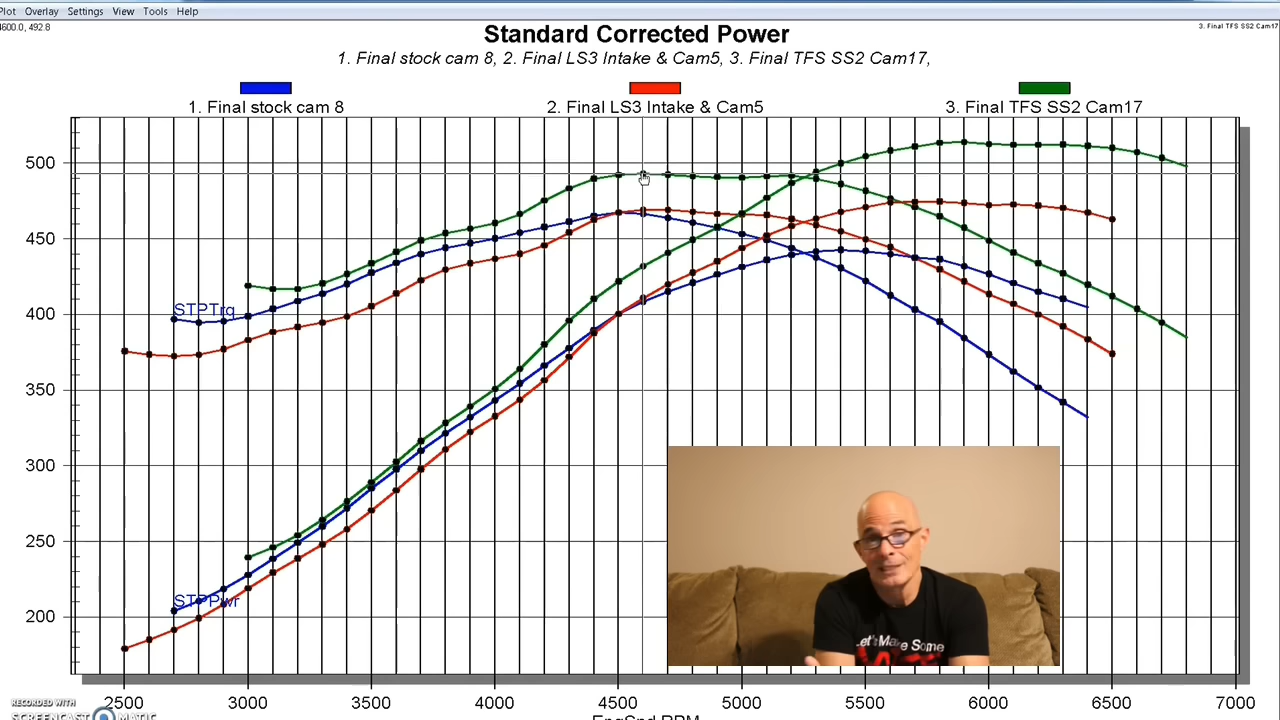 Plot Overlay Settings View Tools Help
4600.0, 492.8
3. Final TFS SS2 Cam17
Standard Corrected Power
1. Final stock cam 8, 2. Final LS3 Intake & Cam5, 3. Final TFS SS2 Cam17,
1. Final stock cam 8
2. Final LS3 Intake & Cam5
3. Final TFS SS2 Cam17
500
450
STPTrq
400
350
300
250
STPPwr
200
Let's Make Some
2500 3000 3500 4000 4500 5000 5500 6000 6500 7000
RECORDED WITH
SCREENCAST MATIC
EngSpd RPM